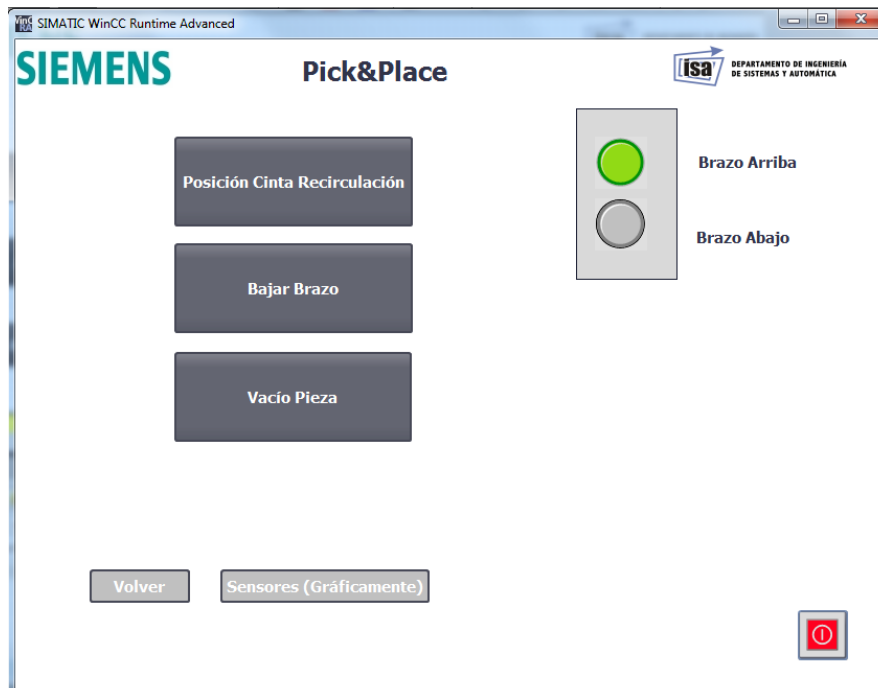 SIMATIC WinCC Runtime Advanced
SIEMENS
Pick&Place
isa
DEPARTAMENTO DE INGENIERÍA
DE SISTEMAS Y AUTOMÁTICA
Posición Cinta Recirculación
Brazo Arriba
Brazo Abajo
Bajar Brazo
Vacío Pieza
Volver
Sensores (Gráficamente)